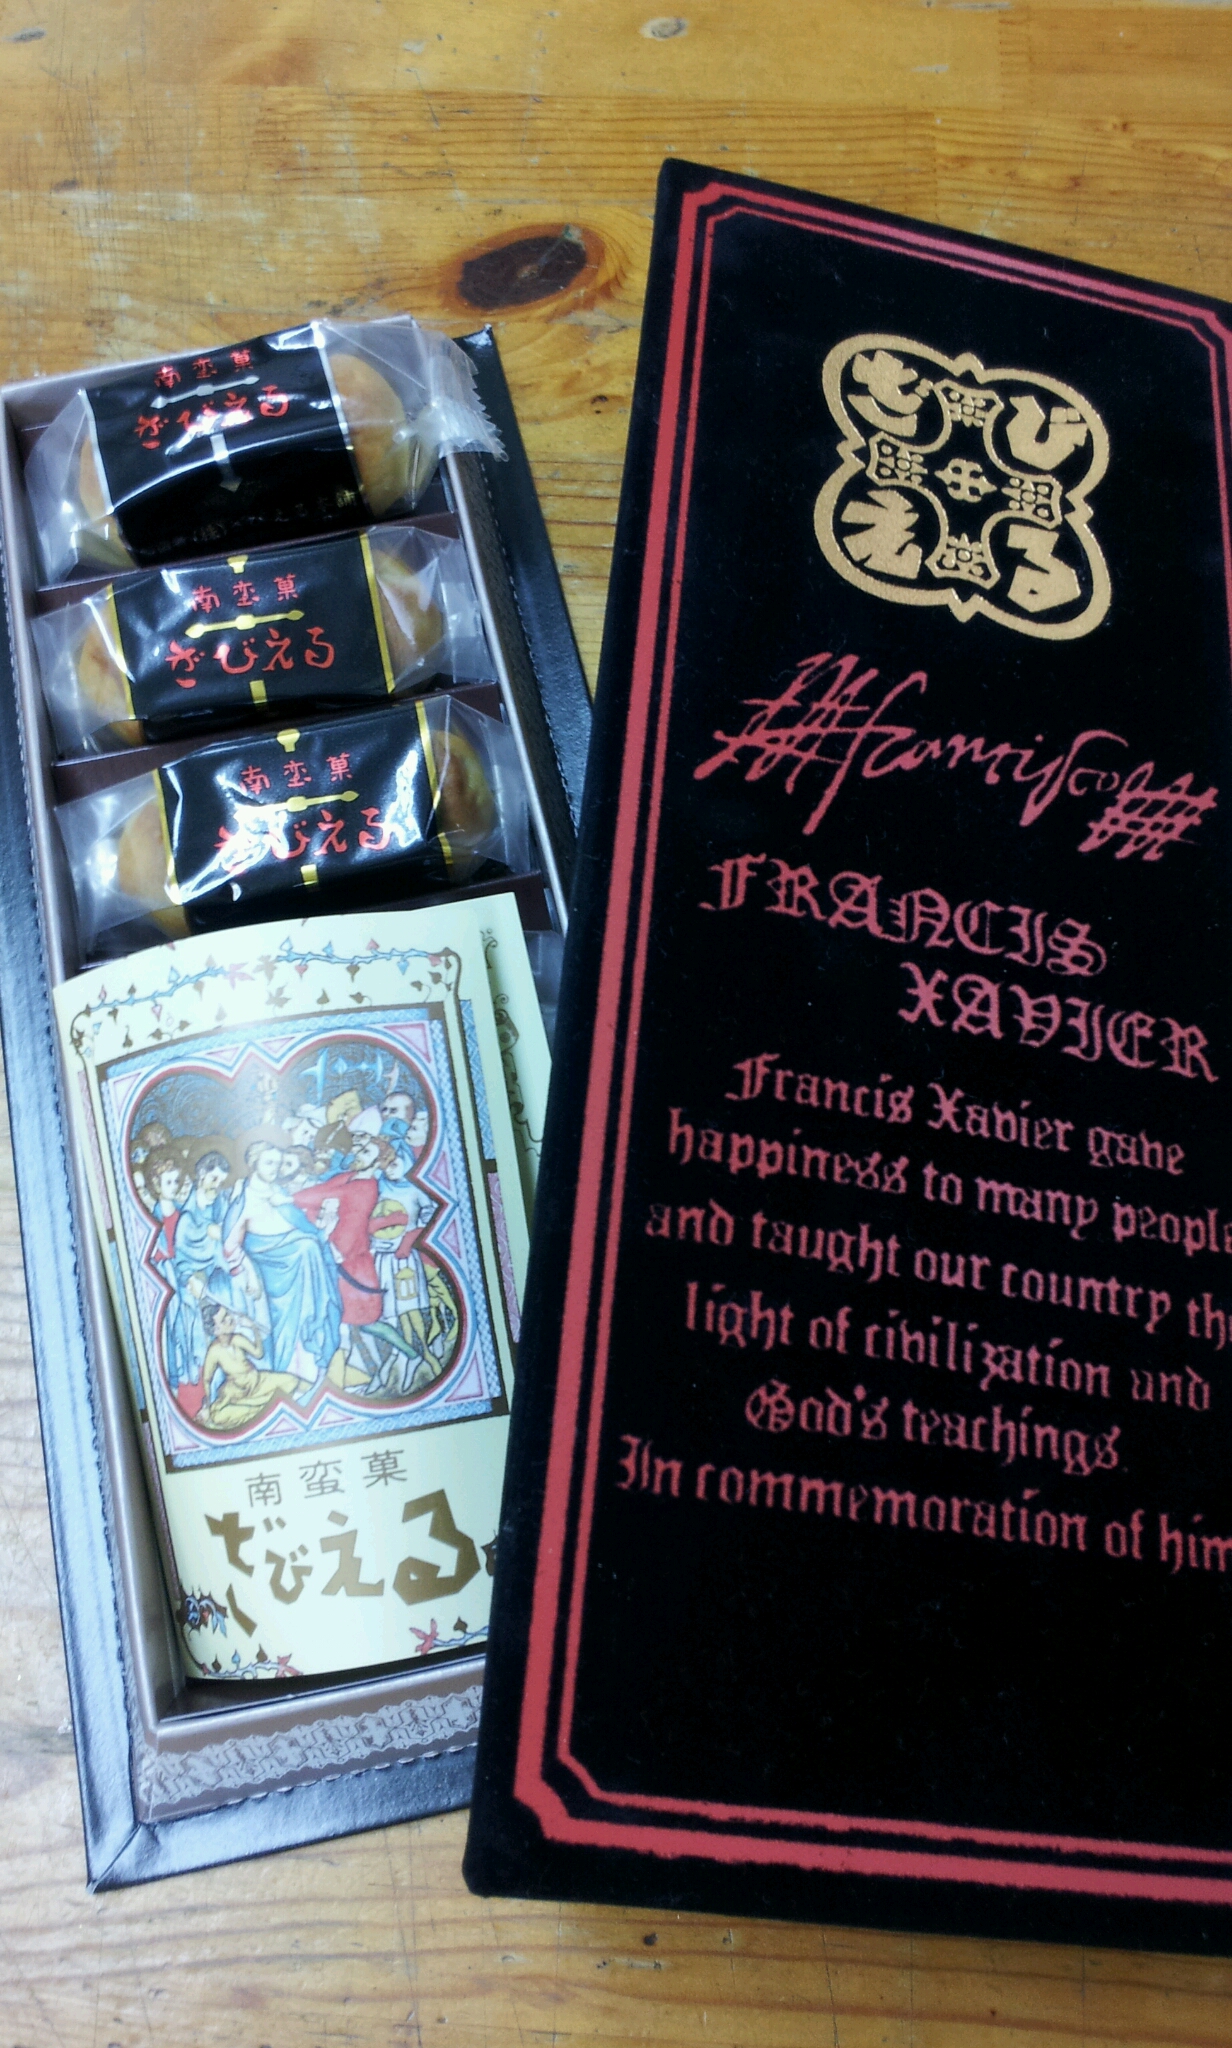 南蛮菓
ざびえる
南蛮菓
ざびえる
南蛮菓
ざびえる
南蛮菓
ざびえる
ざ び
え る
francisco
FRANCIS
XAVIER
Francis Xavier gave
happiness to many people
and taught our country th
light of civilization and
God's teachings
In commemoration of him